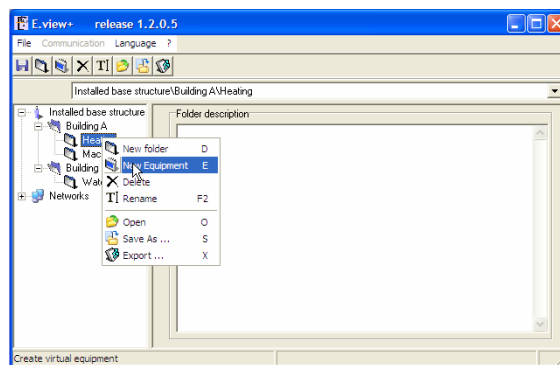 E.view+ release 1.2.0.5
File Communication Language ?
Installed base structure\Building A\Heating
Installed base structure
Building A
Building
Networks
Folder description
New folder D
New Equipment E
Delete
Rename F2
Open O
Save As ... S
Export ... X
Create virtual equipment